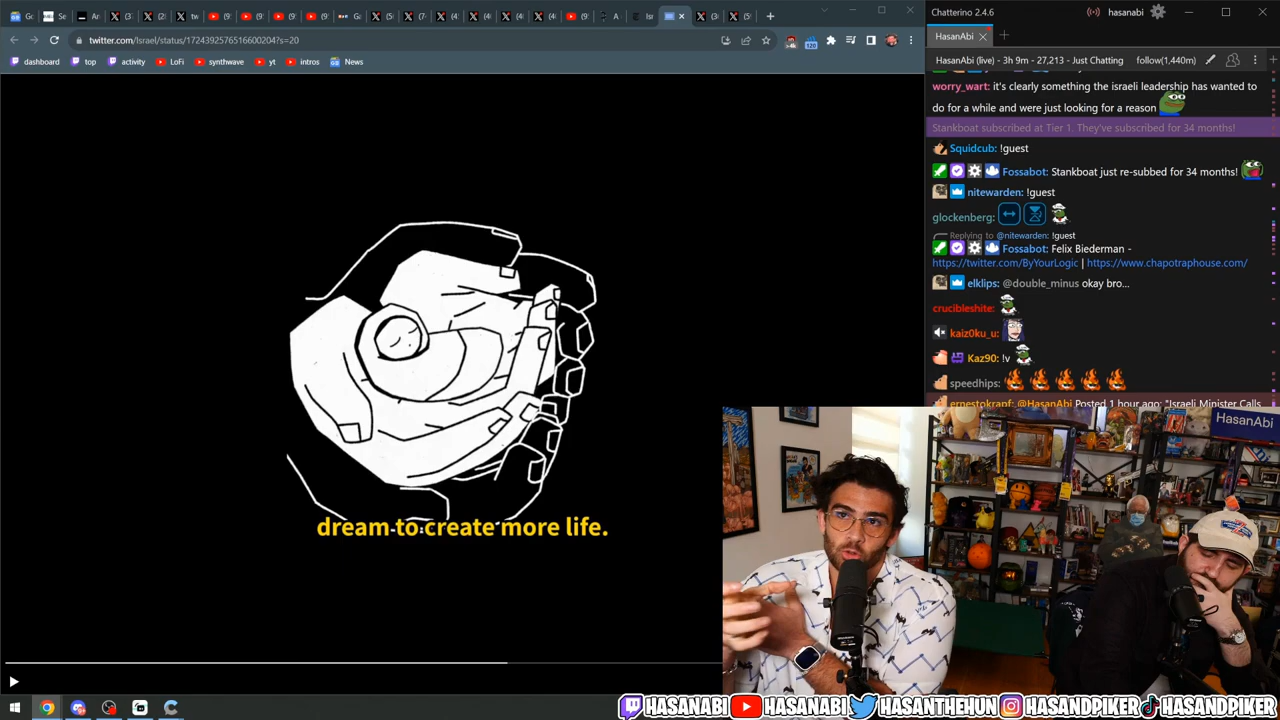 twitter.com/Israel/status/1724392576516600204?s=20
dashboard
top
activity
LoFi
synthwave
yt
intros
News
dream to create more life.
Chatterino 2.4.6
hasanabi
HasanAbi
HasanAbi (live) - 3h 9m - 27,213 - Just Chatting
follow(1,440m)
worry_wart: it's clearly something the israeli leadership has wanted to
do for a while and were just looking for a reason
Stankboat subscribed at Tier 1. They've subscribed for 34 months!
Squidcub: !guest
Fossabot: Stankboat just re-subbed for 34 months!
nitewarden: !guest
glockenberg:
Replying to @nitewarden: !guest
Fossabot: Felix Biederman -
https://twitter.com/ByYourLogic | https://www.chapotraphouse.com/
elklips: @double_minus okay bro...
crucibleshite:
kaiz0ku_u:
Kaz90: !v
speedhips:
ernestokrapf: @HasanAbi Posted 1 hour ago: "Israeli Minister Calls
HasanAbi
HASANABI
HASANABI
HASANTHEHUN
HASANDPIKER
HASANDPIKER